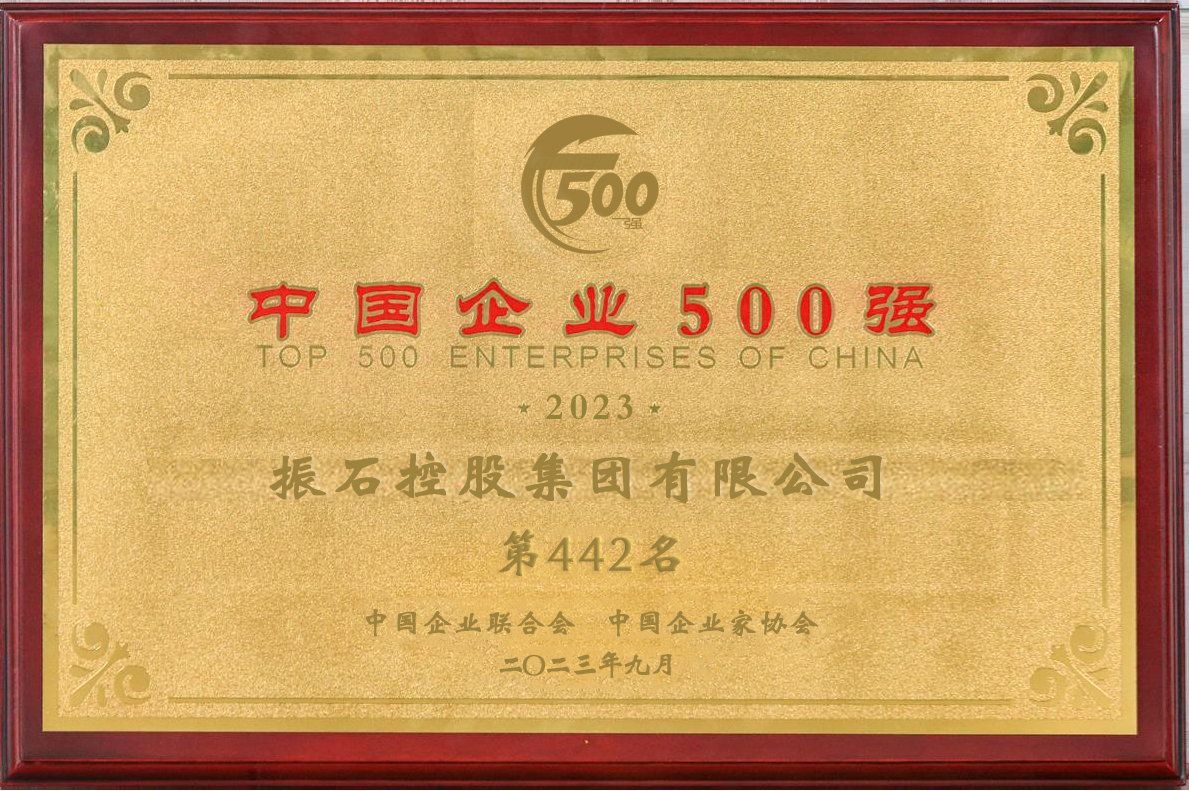 500
强
中国企业500强
TOP 500 ENTERPRISES OF CHINA
★ 2023 ★
振石控股集团有限公司
第442名
中国企业联合会 中国企业家协会
二〇二三年九月